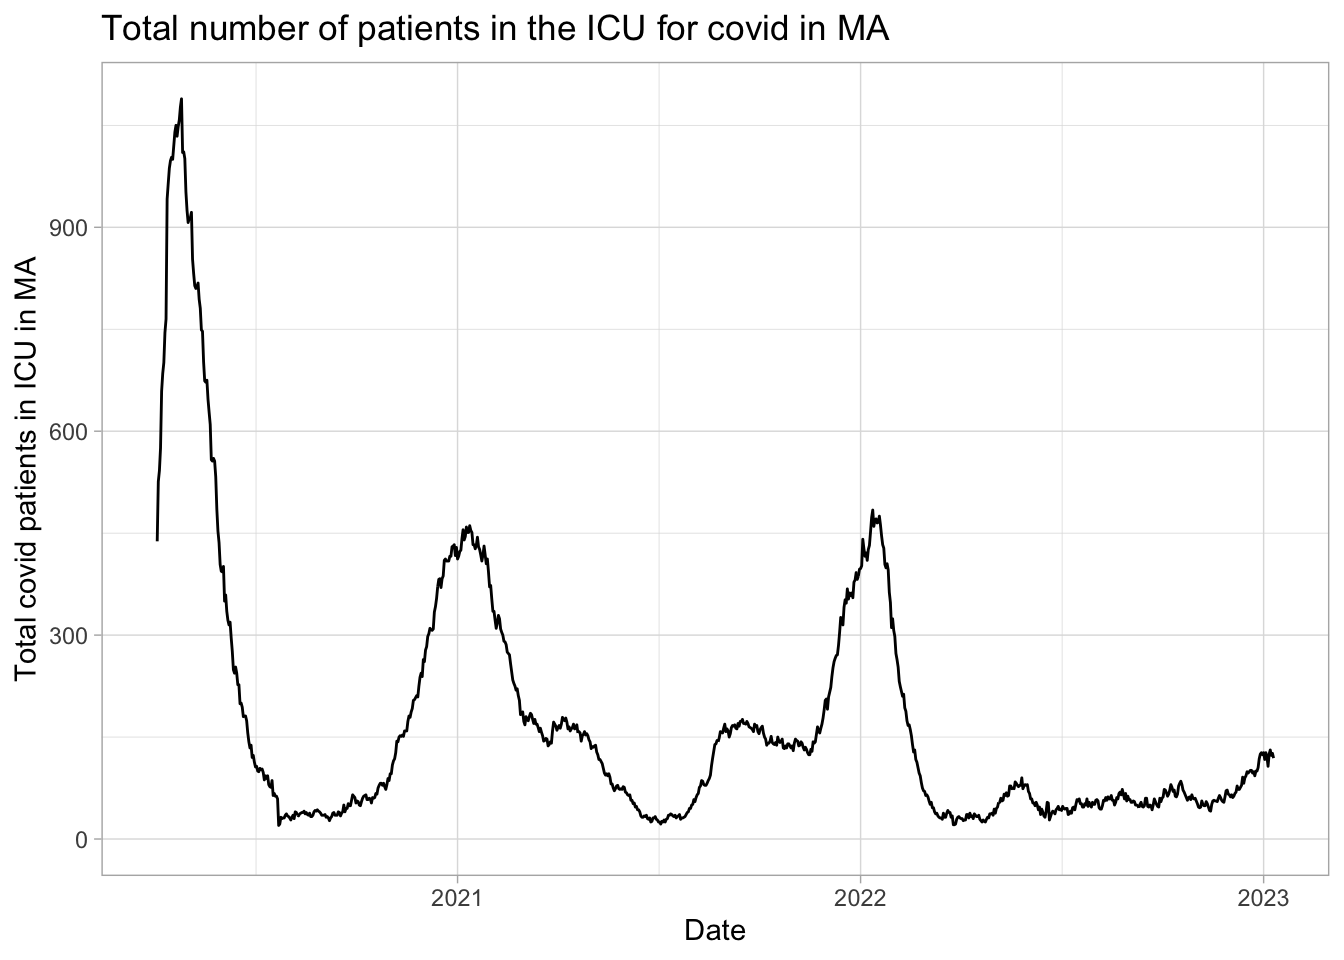 Total number of patients in the ICU for covid in MA
Total covid patients in ICU in MA
900
600
300
0
2021
2022
2023
Date